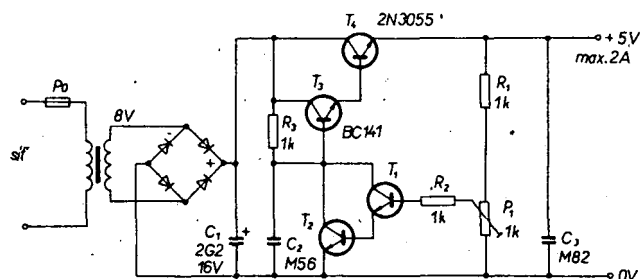 T4 2N3055
+ 5V
max. 2A
Po
8V
síť
T3
R3
1k
BC141
R1
1k
T1
R2
1k
P1
1k
T2
C1 +
2G2
16V
C2
M56
C3
M82
0V
+